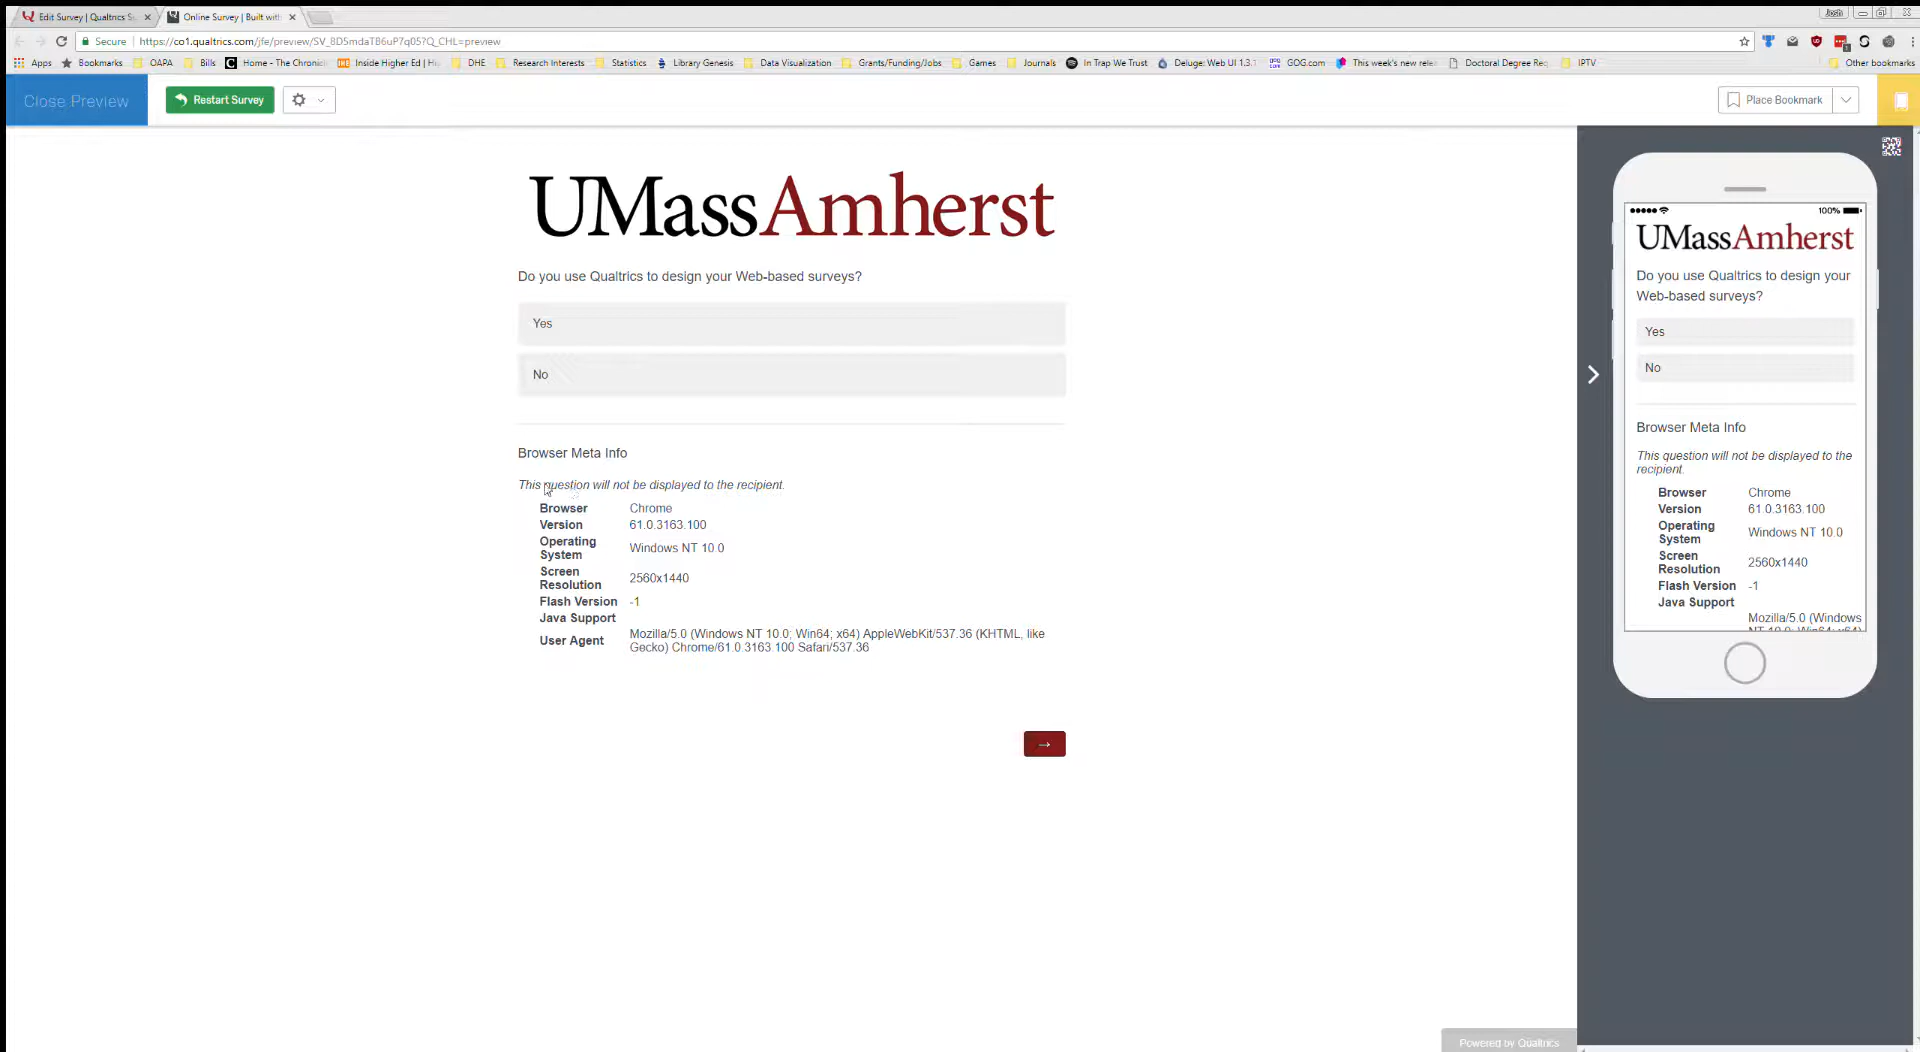 Edit Survey | Qualtrics Su
Online Survey | Built with
Josh
Secure
https://co1.qualtrics.com/jfe/preview/SV_8D5mdaTB6uP7q05?Q_CHL=preview
Apps
Bookmarks
OAPA
Bills
Home - The Chronicl
Inside Higher Ed | Hi
DHE
Research Interests
Statistics
Library Genesis
Data Visualization
Grants/Funding/Jobs
Games
Journals
In Trap We Trust
Deluge: Web UI 1.3.
GOG.com
This week's new rele
Doctoral Degree Req
IPTV
Other bookmarks
Close Preview
Restart Survey
Place Bookmark
UMassAmherst
Do you use Qualtrics to design your Web-based surveys?
Yes
No
Browser Meta Info
This question will not be displayed to the recipient.
Browser Chrome
Version 61.0.3163.100
Operating System Windows NT 10.0
Screen Resolution 2560x1440
Flash Version -1
Java Support
User Agent Mozilla/5.0 (Windows NT 10.0; Win64; x64) AppleWebKit/537.36 (KHTML, like
Gecko) Chrome/61.0.3163.100 Safari/537.36
→
100%
UMassAmherst
Do you use Qualtrics to design your
Web-based surveys?
Yes
No
Browser Meta Info
This question will not be displayed to the
recipient.
Browser Chrome
Version 61.0.3163.100
Operating System Windows NT 10.0
Screen Resolution 2560x1440
Flash Version -1
Java Support
Mozilla/5.0 (Windows
NT 10.0; Win64; x64)
Powered by Qualtrics